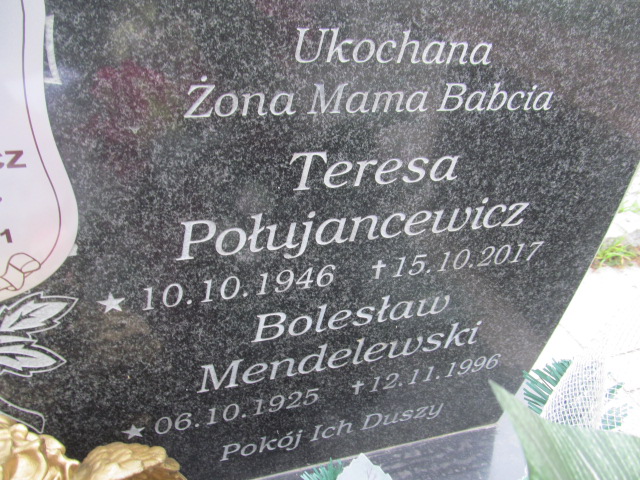 Ukochana
Żona Mama Babcia
Teresa
Połujancewicz
★ 10.10.1946 ✝ 15.10.2017
Bolesław
Mendelewski
★ 06.10.1925 ✝ 12.11.1996
Pokój Ich Duszy